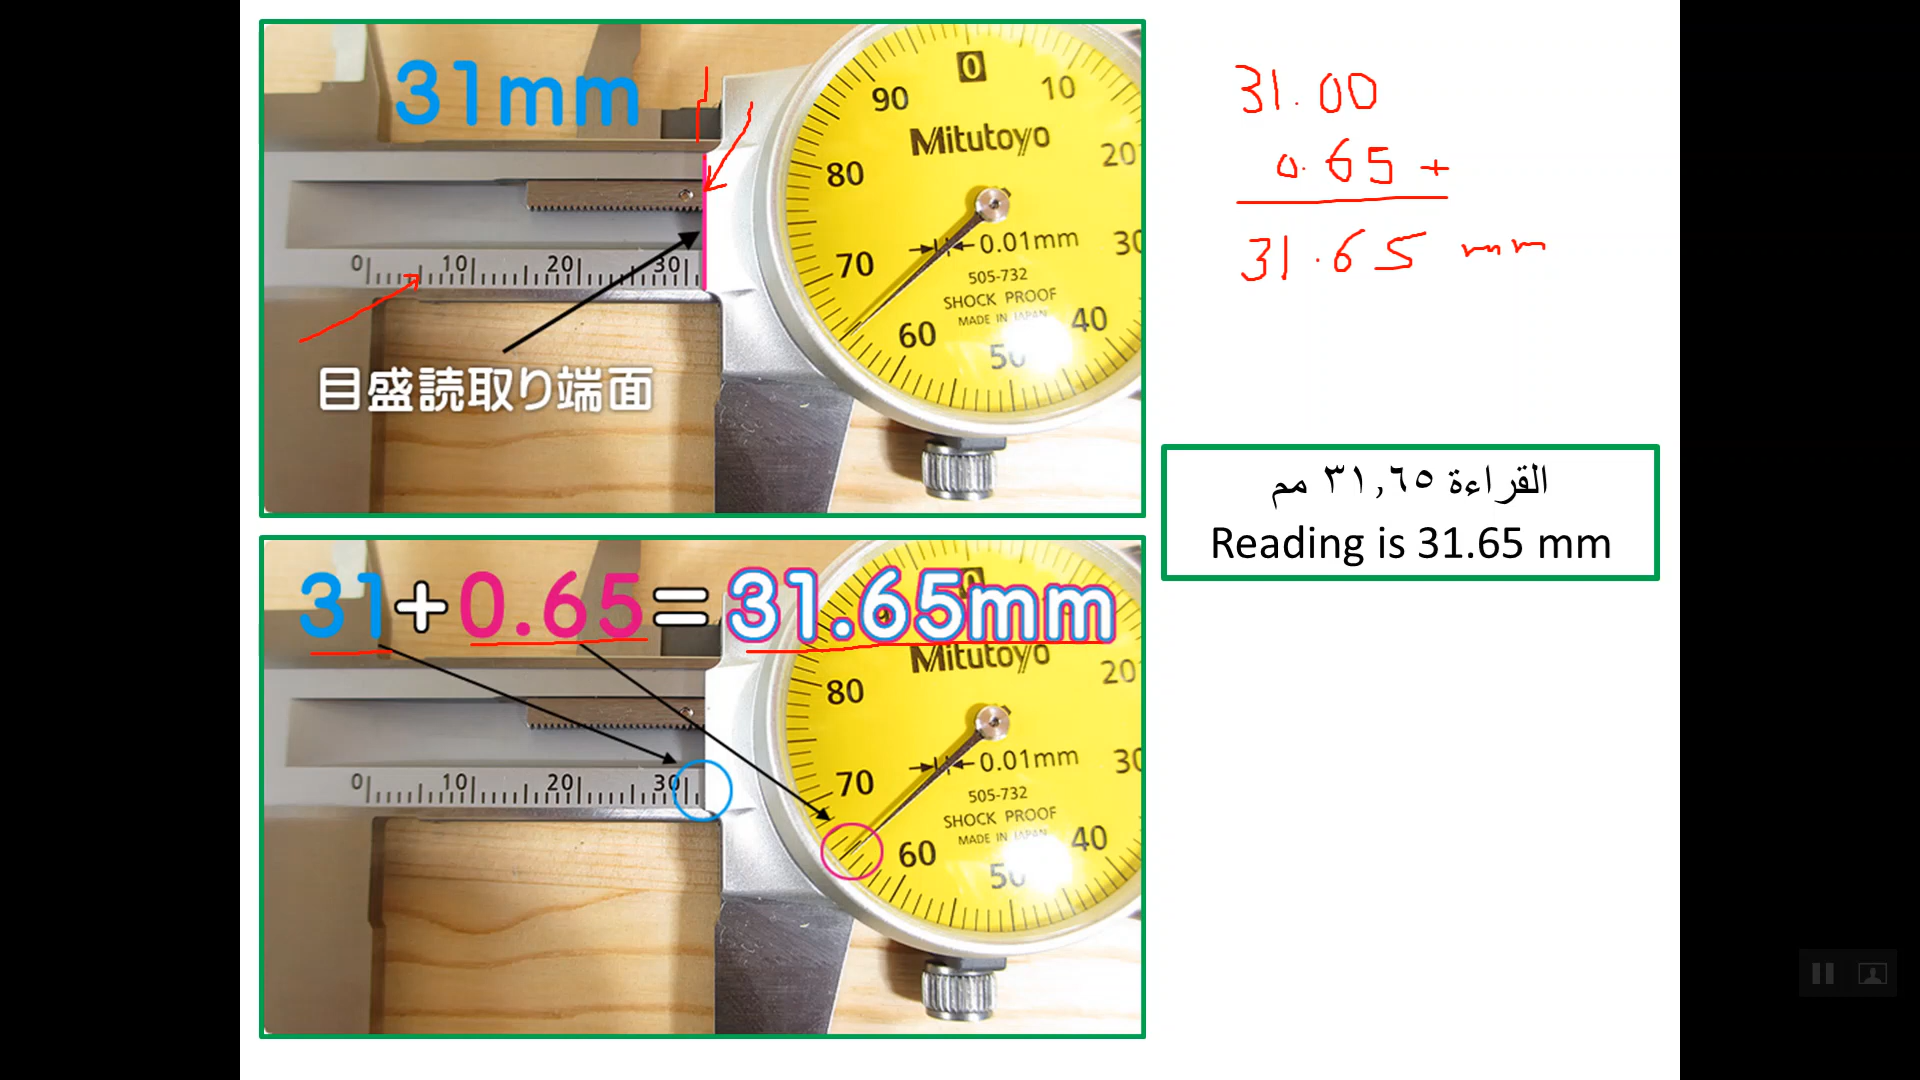 31mm
0
90
10
Mitutoyo
80
20
0.01mm
30
70
505-732
SHOCK PROOF
MADE IN JAPAN
60
40
50
0 10 20 30
目盛読取り端面
31.00
0.65 +
31.65 mm
القراءة ٣١,٦٥ مم
Reading is 31.65 mm
31+0.65=31.65mm
0
Mitutoyo
80
20
0.01mm
30
70
505-732
SHOCK PROOF
MADE IN JAPAN
60
40
50
0 10 20 30